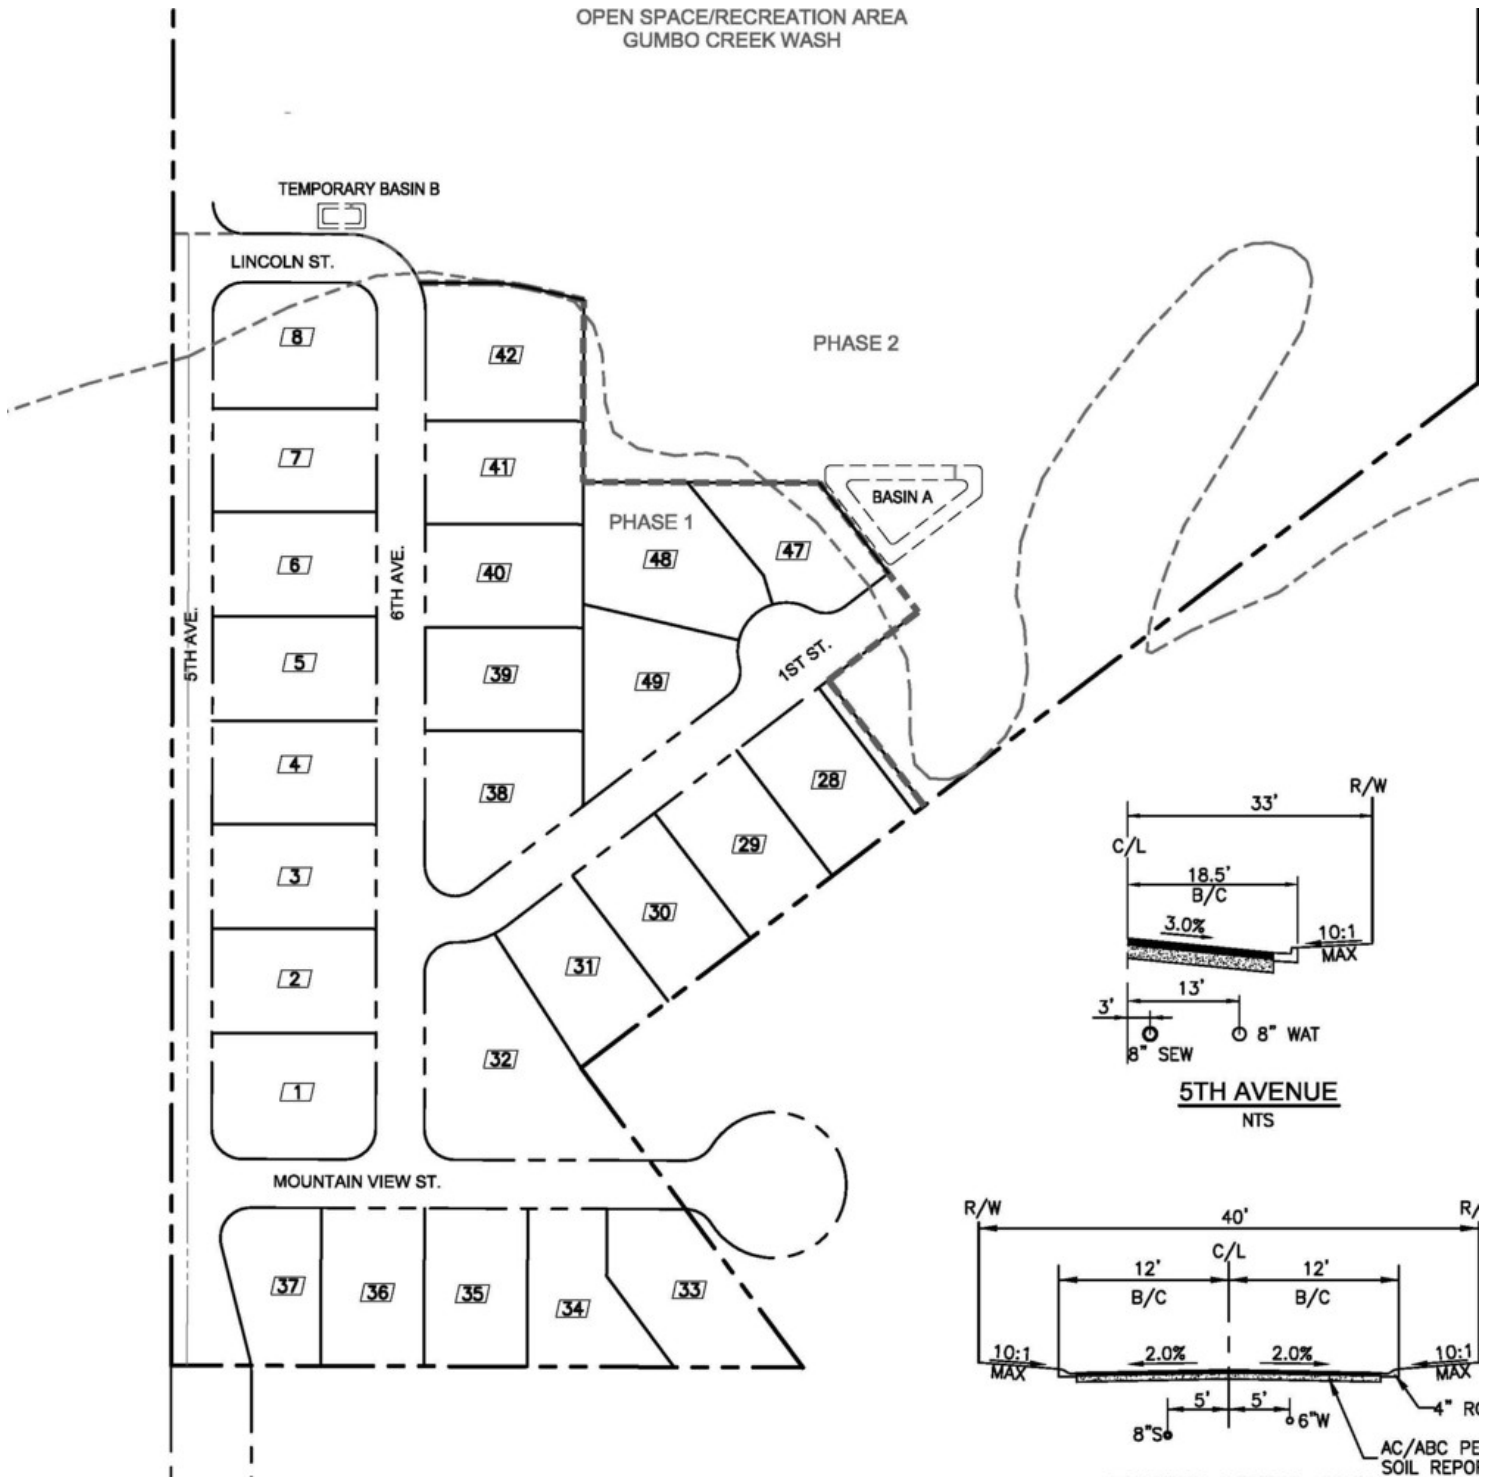 OPEN SPACE/RECREATION AREA
GUMBO CREEK WASH
TEMPORARY BASIN B
LINCOLN ST.
8
42
PHASE 2
7
41
BASIN A
PHASE 1
6
40
48
47
5TH AVE.
6TH AVE.
5
39
49
1ST ST.
4
38
28
3
29
2
30
31
1
32
MOUNTAIN VIEW ST.
37
36
35
34
33
R/W
33'
C/L
18.5'
B/C
3.0%
10:1
MAX
13'
3'
8" SEW
8" WAT
5TH AVENUE
NTS
R/W
40'
C/L
12'
12'
B/C
B/C
10:1
MAX
2.0%
2.0%
10:1
MAX
5'
5'
8"S
6"W
4"
AC/ABC
SOIL